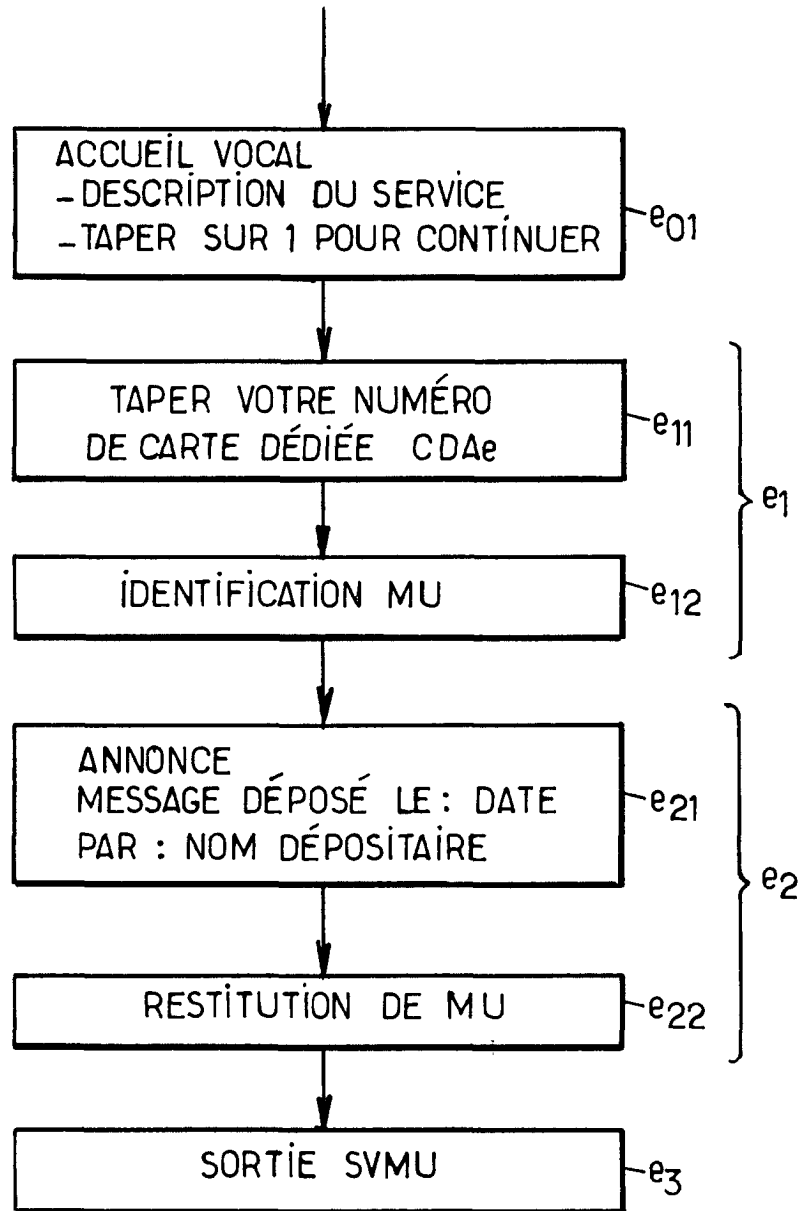 ACCUEIL VOCAL
-DESCRIPTION DU SERVICE
-TAPER SUR 1 POUR CONTINUER
e01
TAPER VOTRE NUMÉRO
DE CARTE DÉDIÉE CDAe
e11
IDENTIFICATION MU
e12
e1
ANNONCE
MESSAGE DÉPOSÉ LE : DATE
PAR : NOM DÉPOSITAIRE
e21
RESTITUTION DE MU
e22
e2
SORTIE SVMU
e3